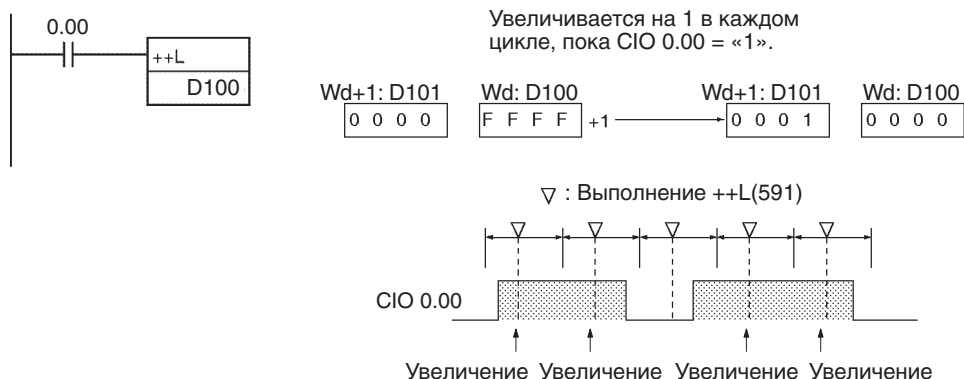 0.00
++L
D100
Увеличивается на 1 в каждом
цикле, пока CIO 0.00 = «1».
Wd+1: D101 Wd: D100 Wd+1: D101 Wd: D100
0 0 0 0 F F F F +1 0 0 0 1 0 0 0 0
: Выполнение ++L(591)
CIO 0.00
Увеличение Увеличение Увеличение Увеличение